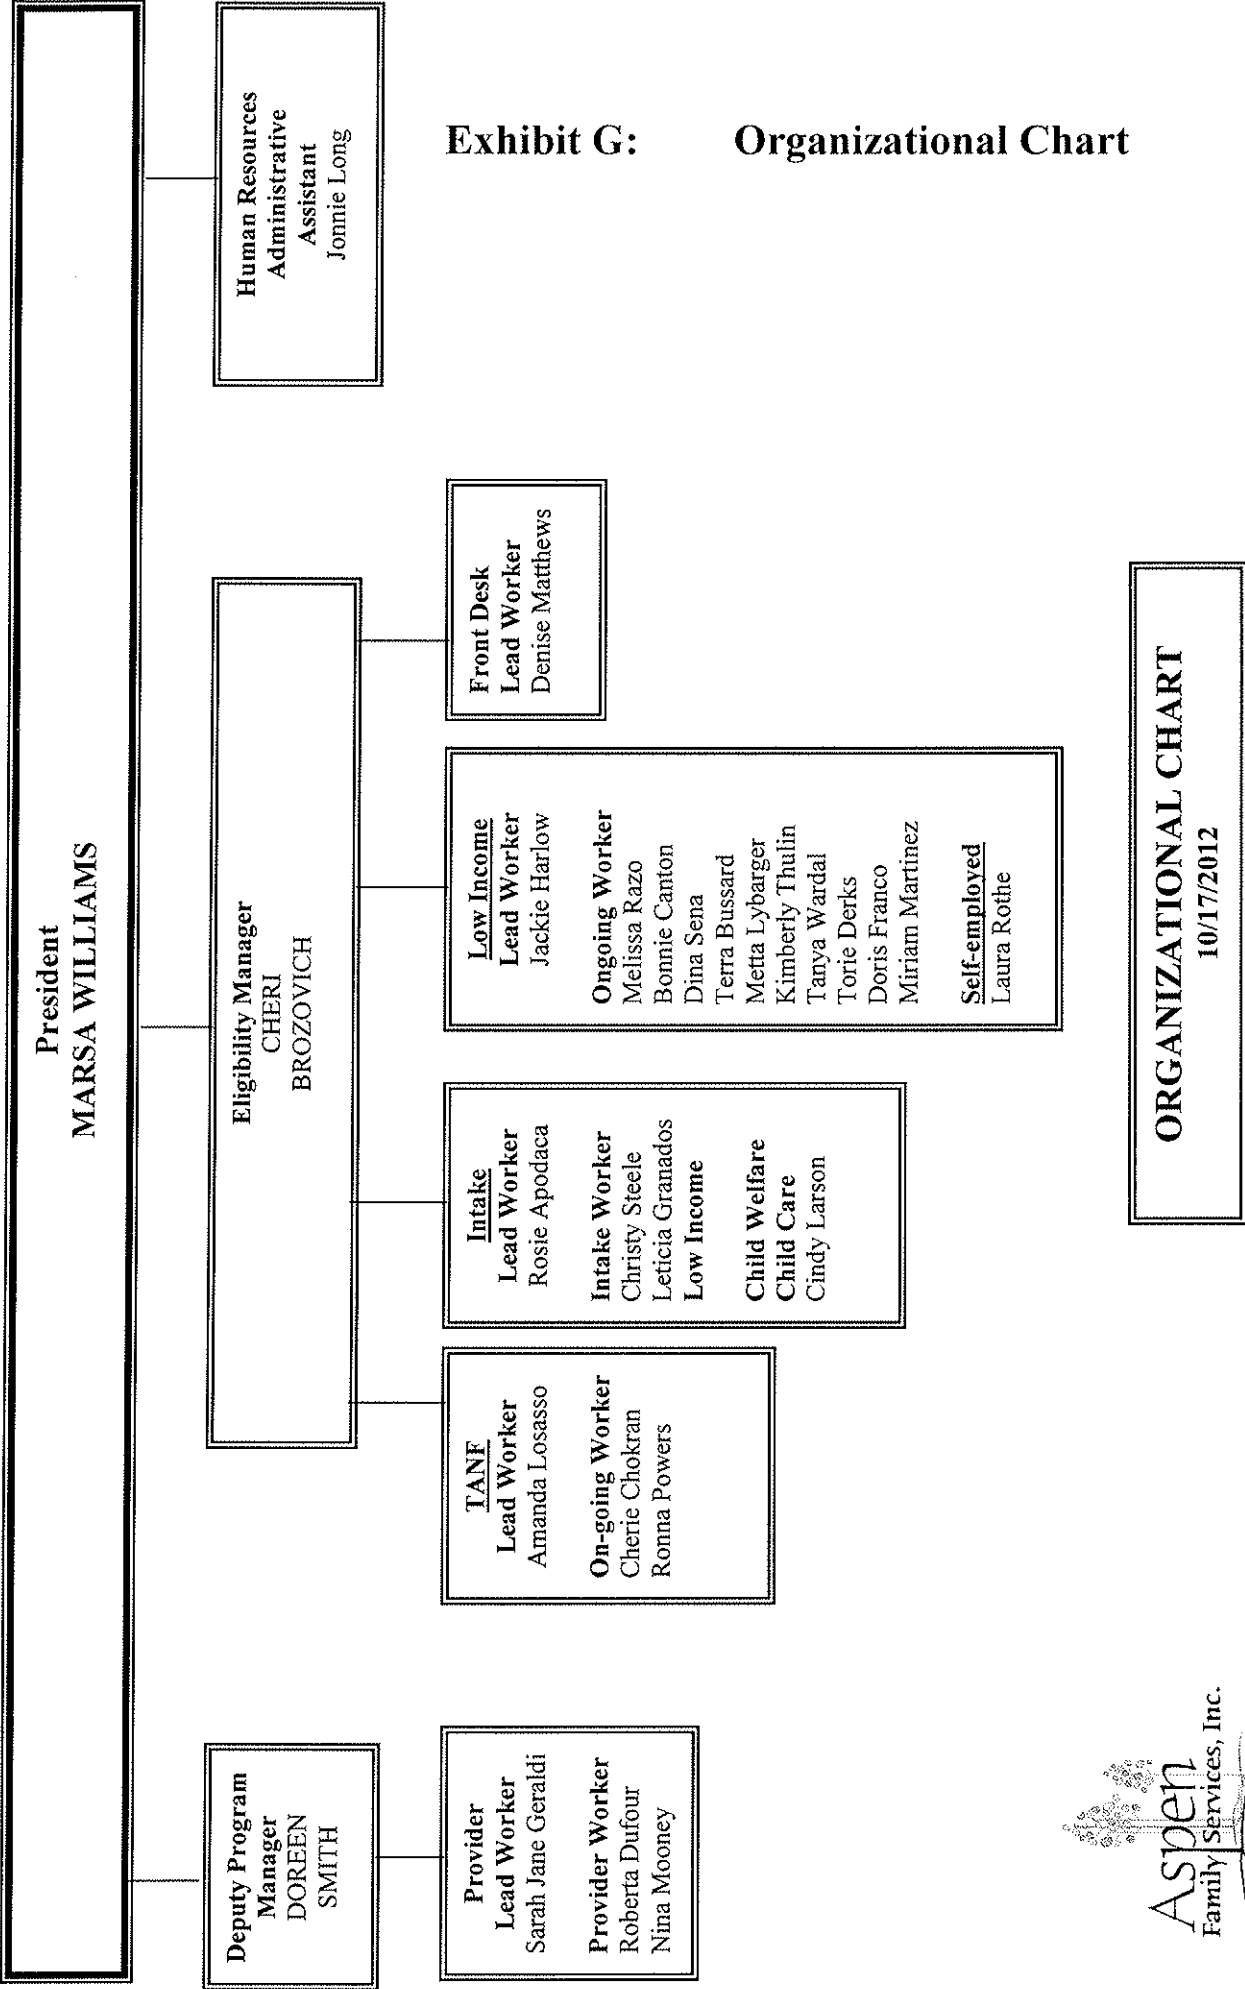 Exhibit G: Organizational Chart
President
MARSA WILLIAMS
Deputy Program
Manager
DOREEN
SMITH
Eligibility Manager
CHERI
BROZOVICH
Human Resources
Administrative
Assistant
Jonnie Long
Provider
Lead Worker
Sarah Jane Geraldi
Provider Worker
Roberta Dufour
Nina Mooney
TANF
Lead Worker
Amanda Losasso
On-going Worker
Cherie Chokran
Ronna Powers
Intake
Lead Worker
Rosie Apodaca
Intake Worker
Christy Steele
Leticia Granados
Low Income
Child Welfare
Child Care
Cindy Larson
Low Income
Lead Worker
Jackie Harlow
Ongoing Worker
Melissa Razo
Bonnie Canton
Dina Sena
Terra Bussard
Metta Lybarger
Kimberly Thulin
Tanya Wardal
Torie Derks
Doris Franco
Miriam Martinez
Self-employed
Laura Rothe
Front Desk
Lead Worker
Denise Matthews
Aspen
Family Services, Inc.
ORGANIZATIONAL CHART
10/17/2012